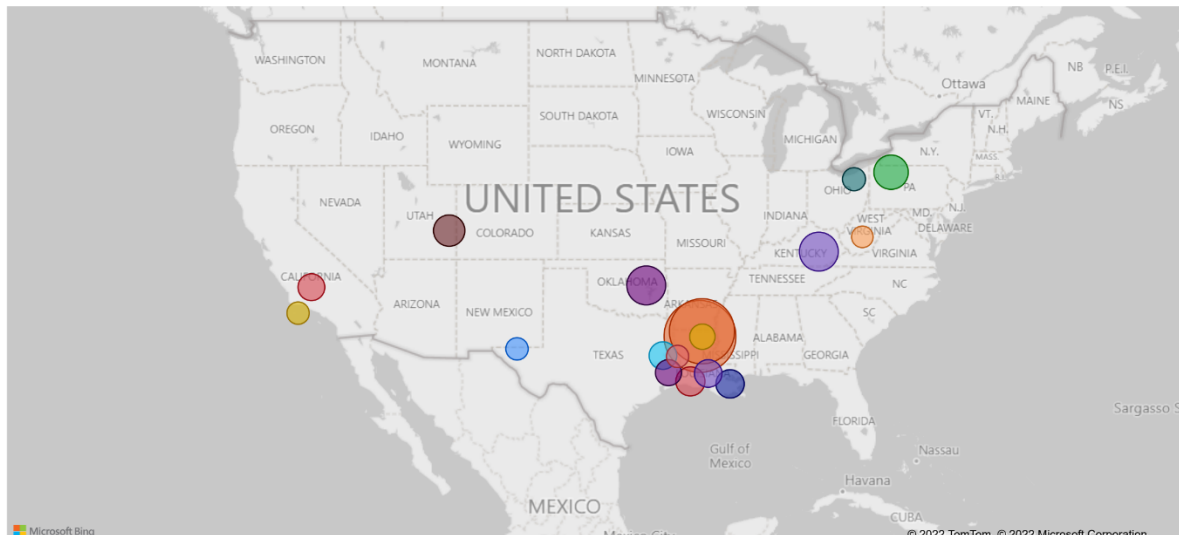 WASHINGTON
MONTANA
NORTH DAKOTA
MINNESOTA
Ottawa
NB
P.E.I.
MAINE
NS
OREGON
IDAHO
SOUTH DAKOTA
WISCONSIN
MICHIGAN
VT.
N.H.
WYOMING
IOWA
N.Y.
MASS.
NEVADA
UTAH
UNITED STATES
OHIO
PA
N.J.
COLORADO
KANSAS
MISSOURI
INDIANA
WEST
VIRGINIA
MD.
DELAWARE
KENTUCKY
VIRGINIA
CALIFORNIA
OKLAHOMA
TENNESSEE
NC
ARIZONA
NEW MEXICO
SC
TEXAS
ALABAMA
GEORGIA
FLORIDA
Sargasso S
Gulf of
Mexico
Nassau
Havana
MEXICO
CUBA
Microsoft Bing
Mexico City
© 2022 TomTom, © 2022 Microsoft Corporation